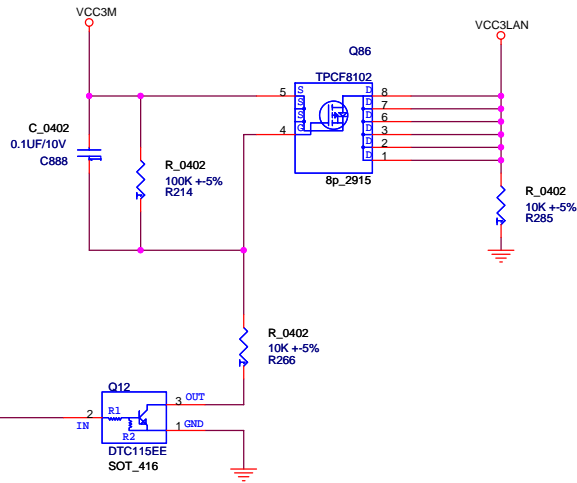 VCC3M
VCC3LAN
Q86
TPCF8102
5 S D 8
S D 7
S D 6
4 G D 3
D 2
D 1
8p_2915
C_0402
0.1UF/10V
C888
R_0402
100K +-5%
R214
R_0402
10K +-5%
R285
R_0402
10K +-5%
R266
Q12
3 OUT
2 R1
IN
1 GND
R2
DTC115EE
SOT_416